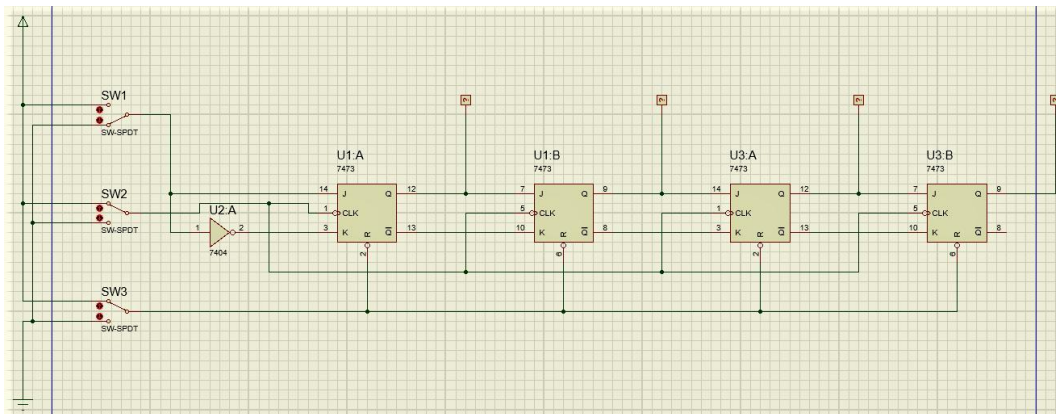 SW1
SW-SPDT
SW2
SW-SPDT
SW3
SW-SPDT
U2:A
1
2
7404
U1:A
7473
14
J
Q
12
1
CLK
3
K
R
Q
13
2
U1:B
7473
7
J
Q
9
5
CLK
10
K
R
Q
8
6
U3:A
7473
14
J
Q
12
1
CLK
3
K
R
Q
13
2
U3:B
7473
7
J
Q
9
5
CLK
10
K
R
Q
8
6
?
?
?
?